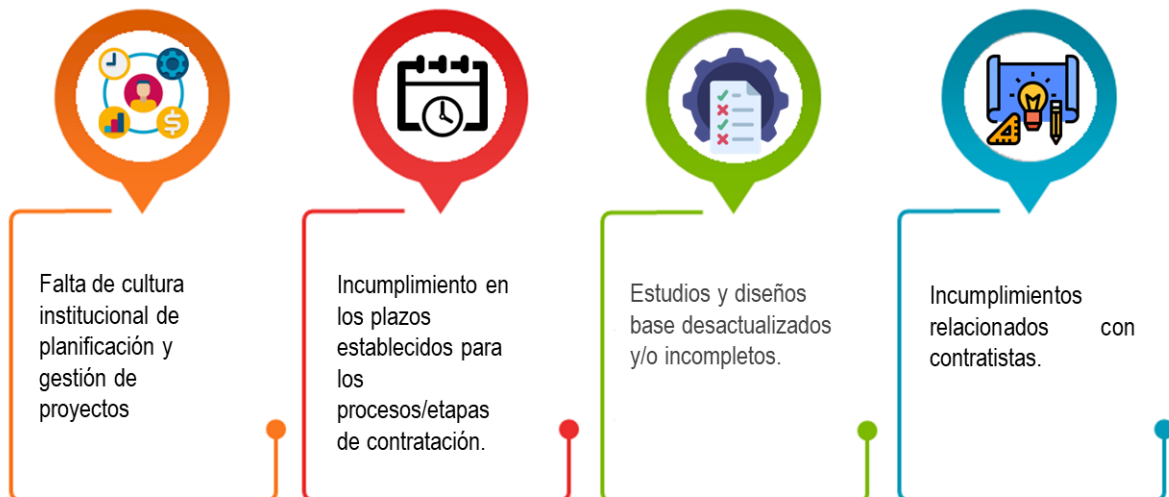 Falta de cultura
institucional de
planificación y
gestión de
proyectos
Incumplimiento en
los plazos
establecidos para
los
procesos/etapas
de contratación.
Estudios y diseños
base desactualizados
y/o incompletos.
Incumplimientos
relacionados con
contratistas.